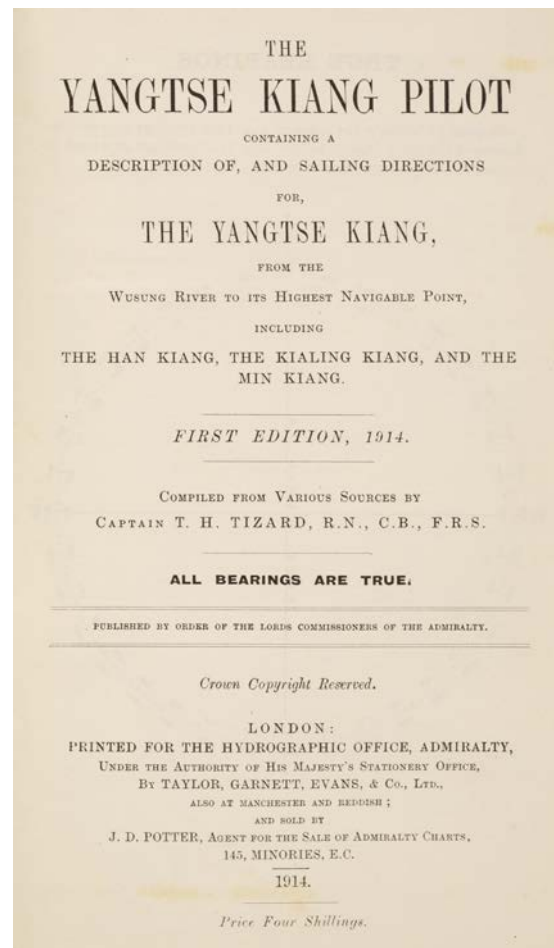 THE
YANGTSE KIANG PILOT
CONTAINING A
DESCRIPTION OF, AND SAILING DIRECTIONS
FOR,
THE YANGTSE KIANG,
FROM THE
WUSUNG RIVER TO ITS HIGHEST NAVIGABLE POINT,
INCLUDING
THE HAN KIANG, THE KIALING KIANG, AND THE
MIN KIANG.
FIRST EDITION, 1914.
COMPILED FROM VARIOUS SOURCES BY
CAPTAIN T. H. TIZARD, R.N., C.B., F.R.S.
ALL BEARINGS ARE TRUE.
PUBLISHED BY ORDER OF THE LORDS COMMISSIONERS OF THE ADMIRALTY.
Crown Copyright Reserved.
LONDON:
PRINTED FOR THE HYDROGRAPHIC OFFICE, ADMIRALTY,
UNDER THE AUTHORITY OF HIS MAJESTY'S STATIONERY OFFICE,
BY TAYLOR, GARNETT, EVANS, & CO., LTD.,
ALSO AT MANCHESTER AND REDDISH;
AND SOLD BY
J. D. POTTER, AGENT FOR THE SALE OF ADMIRALTY CHARTS,
145, MINORIES, E.C.
1914.
Price Four Shillings.